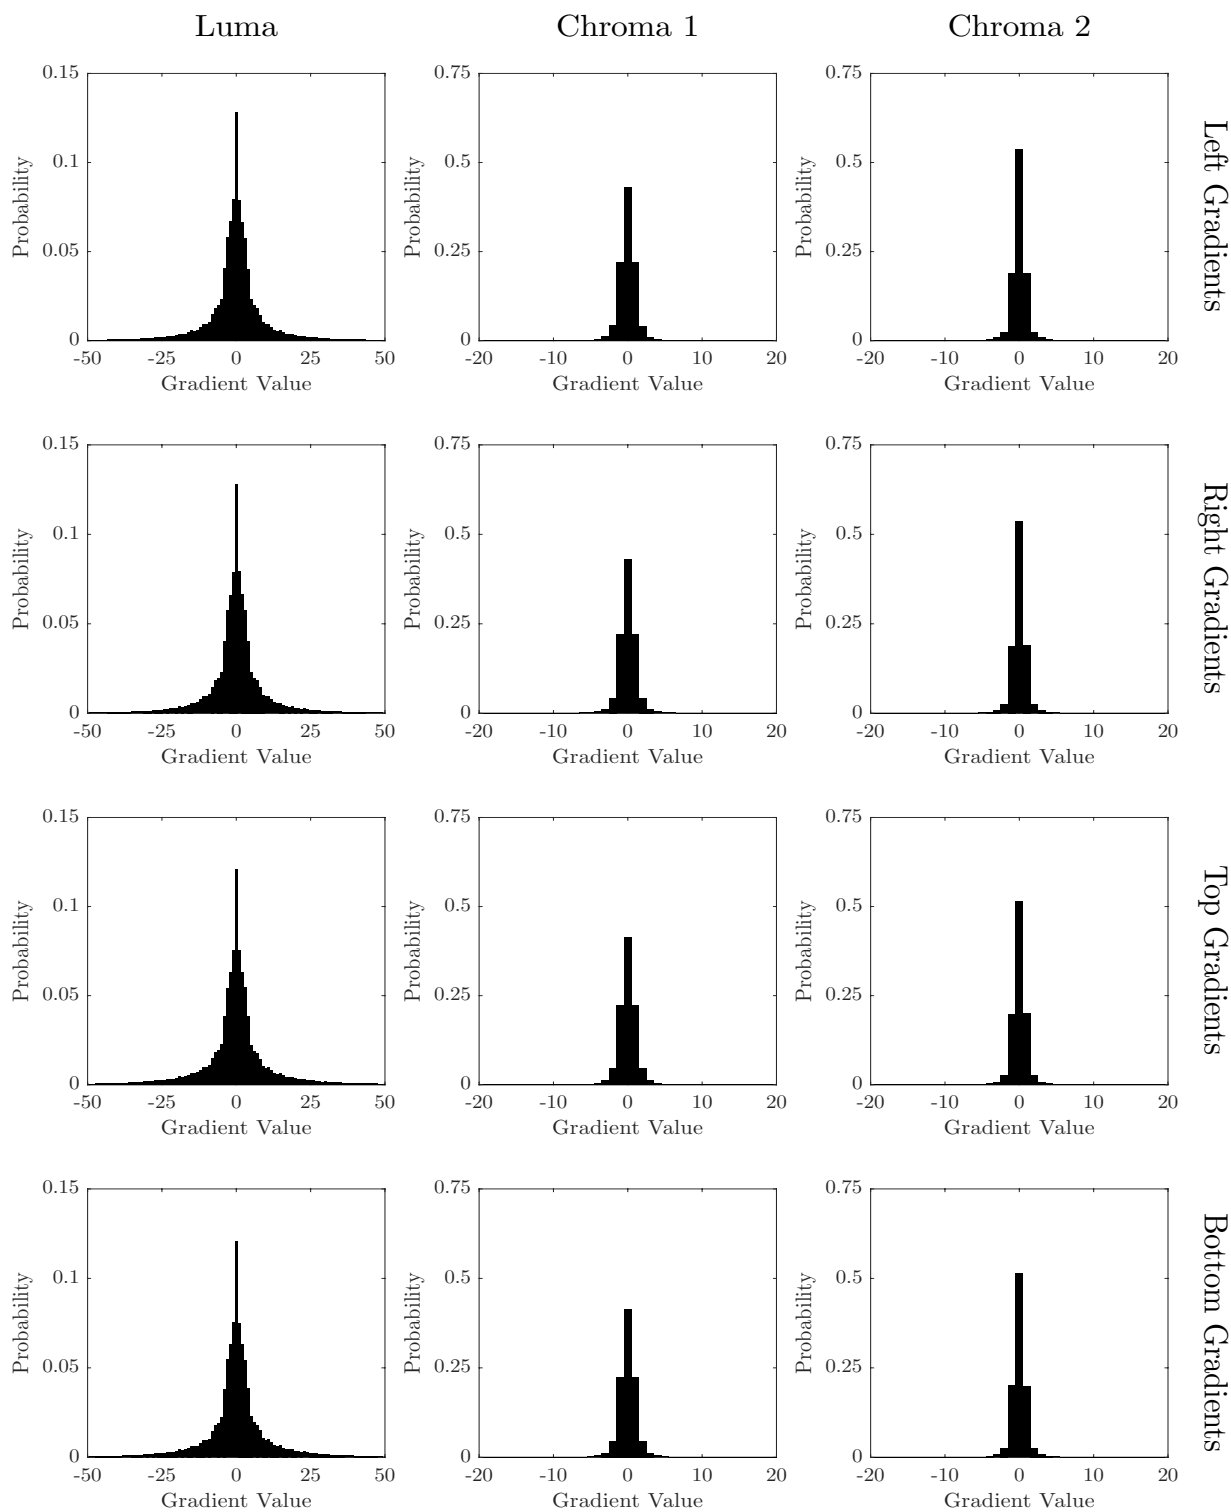 Luma Chroma 1 Chroma 2
0.15 0.75 0.75
0.1 0.5 0.5
0.05 0.25 0.25
0 0 0
Probability Probability Probability
-50 -25 0 25 50 -20 -10 0 10 20 -20 -10 0 10 20
Gradient Value Gradient Value Gradient Value
Left Gradients
0.15 0.75 0.75
0.1 0.5 0.5
0.05 0.25 0.25
0 0 0
Probability Probability Probability
-50 -25 0 25 50 -20 -10 0 10 20 -20 -10 0 10 20
Gradient Value Gradient Value Gradient Value
Right Gradients
0.15 0.75 0.75
0.1 0.5 0.5
0.05 0.25 0.25
0 0 0
Probability Probability Probability
-50 -25 0 25 50 -20 -10 0 10 20 -20 -10 0 10 20
Gradient Value Gradient Value Gradient Value
Top Gradients
0.15 0.75 0.75
0.1 0.5 0.5
0.05 0.25 0.25
0 0 0
Probability Probability Probability
-50 -25 0 25 50 -20 -10 0 10 20 -20 -10 0 10 20
Gradient Value Gradient Value Gradient Value
Bottom Gradients